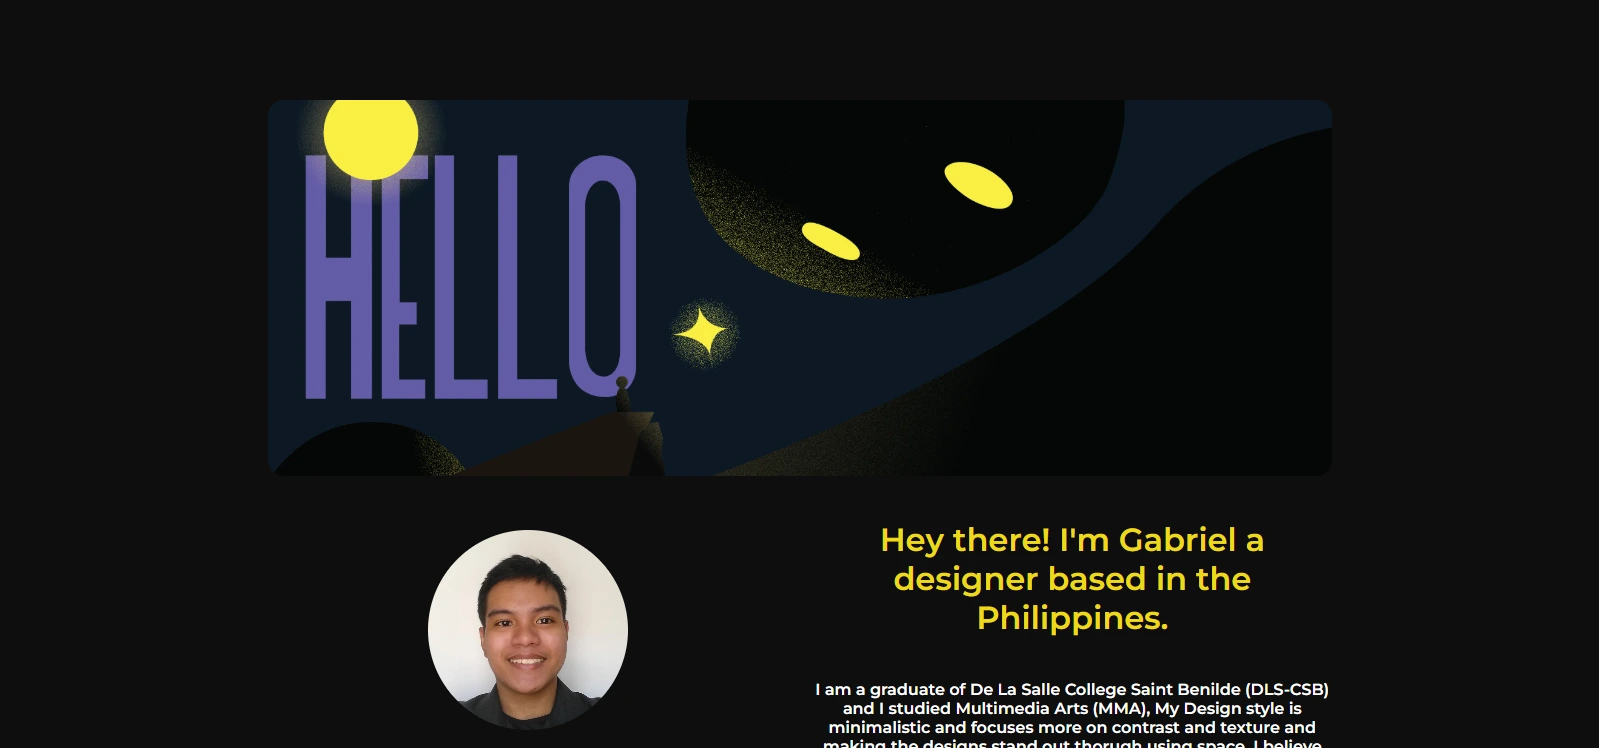 HELLO
Hey there! I'm Gabriel a
designer based in the
Philippines.
I am a graduate of De La Salle College Saint Benilde (DLS-CSB)
and I studied Multimedia Arts (MMA), My Design style is
minimalistic and focuses more on contrast and texture and
making the designs stand out thorugh using space. I believe